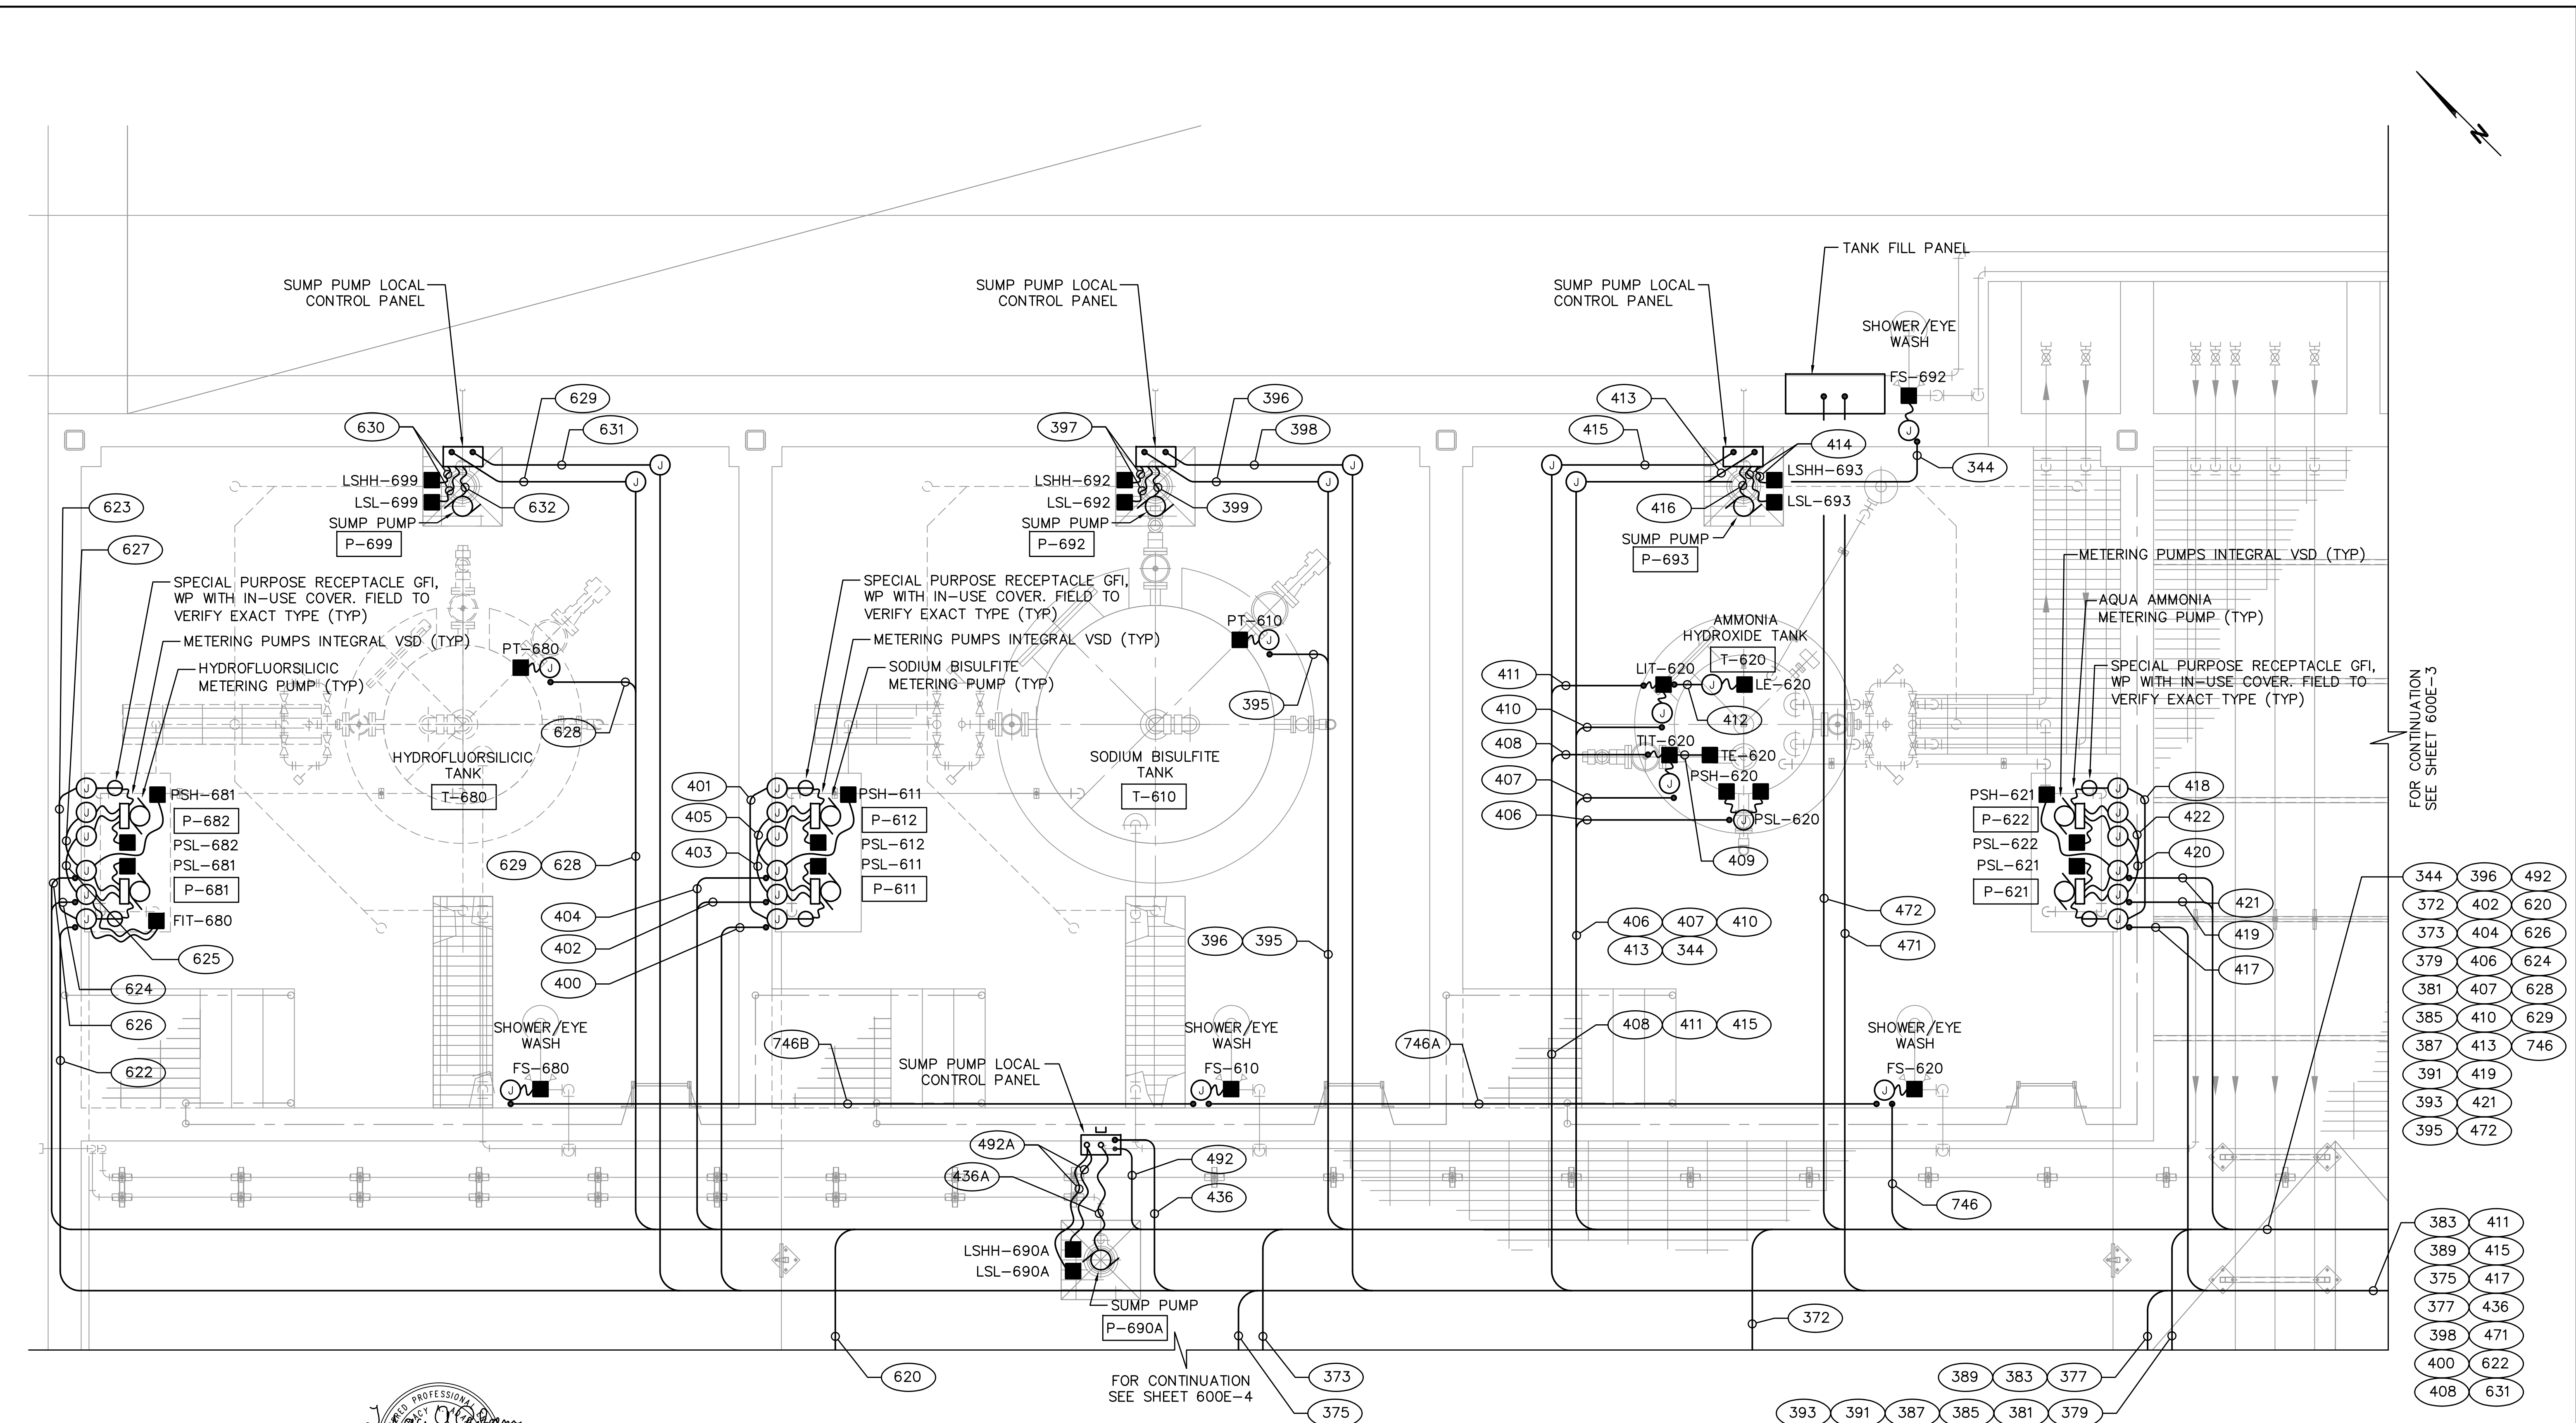 N
TANK FILL PANEL
SUMP PUMP LOCAL
CONTROL PANEL
SUMP PUMP LOCAL
CONTROL PANEL
SUMP PUMP LOCAL
CONTROL PANEL
SHOWER/EYE
WASH
FS-692
J
344
629
630
631
LSHH-699
LSL-699
632
SUMP PUMP
P-699
J
J
396
397
398
LSHH-692
LSL-692
399
SUMP PUMP
P-692
J
J
413
415
414
LSHH-693
LSL-693
416
SUMP PUMP
P-693
J
J
623
627
SPECIAL PURPOSE RECEPTACLE GFI,
WP WITH IN-USE COVER. FIELD TO
VERIFY EXACT TYPE (TYP)
METERING PUMPS INTEGRAL VSD (TYP)
HYDROFLUORSILICIC
METERING PUMP (TYP)
PT-680
J
628
HYDROFLUORSILICIC
TANK
T-680
PSH-681
P-682
PSL-682
PSL-681
P-681
FIT-680
J
J
J
J
J
J
629 628
625
624
626
622
SPECIAL PURPOSE RECEPTACLE GFI,
WP WITH IN-USE COVER. FIELD TO
VERIFY EXACT TYPE (TYP)
METERING PUMPS INTEGRAL VSD (TYP)
SODIUM BISULFITE
METERING PUMP (TYP)
PT-610
J
395
SODIUM BISULFITE
TANK
T-610
401
405
403
404
402
400
PSH-611
P-612
PSL-612
PSL-611
P-611
J
J
J
J
J
J
396 395
AMMONIA
HYDROXIDE TANK
T-620
LIT-620
J
LE-620
J
412
411
410
408
407
406
TIT-620
TE-620
J
PSH-620
PSL-620
J
409
406 407 410
413 344
408 411 415
472
471
METERING PUMPS INTEGRAL VSD (TYP)
AQUA AMMONIA
METERING PUMP (TYP)
SPECIAL PURPOSE RECEPTACLE GFI,
WP WITH IN-USE COVER. FIELD TO
VERIFY EXACT TYPE (TYP)
PSH-621
P-622
PSL-622
PSL-621
P-621
J
J
J
J
J
J
418
422
420
421
419
417
FOR CONTINUATION
SEE SHEET 600E-3
344 396 492
372 402 620
373 404 626
379 406 624
381 407 628
385 410 629
387 413 746
391 419
393 421
395 472
SHOWER/EYE
WASH
FS-680
J
746B
SHOWER/EYE
WASH
FS-610
J
746A
SHOWER/EYE
WASH
FS-620
J
746
SUMP PUMP LOCAL
CONTROL PANEL
492A
436A
492
436
LSHH-690A
LSL-690A
SUMP PUMP
P-690A
383 411
389 415
375 417
377 436
398 471
400 622
408 631
620
FOR CONTINUATION
SEE SHEET 600E-4
373
375
372
389 383 377
393 391 387 385 381 379
PROFESSIONAL